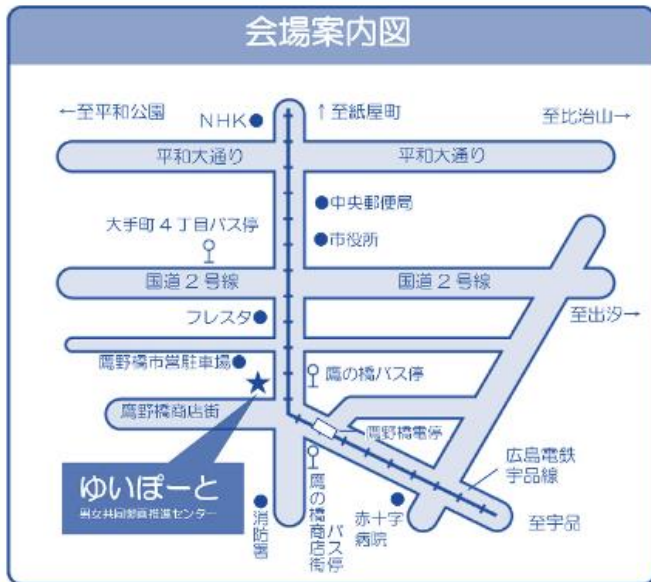 会場案内図
←至平和公園
NHK
↑至紙屋町
至比治山→
平和大通り
平和大通り
中央郵便局
大手町4丁目バス停
市役所
国道2号線
国道2号線
フレスタ
至出汐→
鷹野橋市営駐車場
鷹の橋バス停
鷹野橋商店街
鷹野橋電停
ゆいぽーと
男女共同参画推進センター
広島電鉄
宇品線
消防署
鷹の橋商店街
バス停
赤十字
病院
至宇品